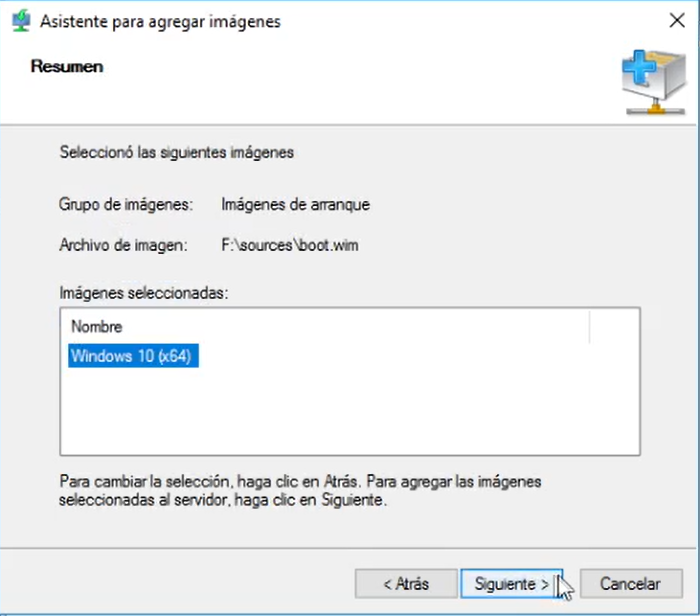 Asistente para agregar imágenes
Resumen
Seleccionó las siguientes imágenes
Grupo de imágenes: Imágenes de arranque
Archivo de imagen: F:\sources\boot.wim
Imágenes seleccionadas:
Nombre
Windows 10 (x64)
Para cambiar la selección, haga clic en Atrás. Para agregar las imágenes
seleccionadas al servidor, haga clic en Siguiente.
< Atrás Siguiente > Cancelar